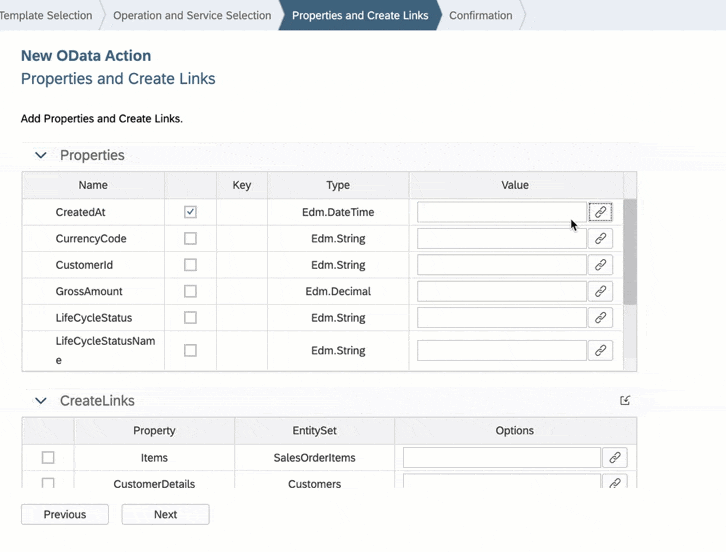 Template Selection Operation and Service Selection Properties and Create Links Confirmation
New OData Action
Properties and Create Links
Add Properties and Create Links.
Properties
Name Key Type Value
CreatedAt Edm.DateTime
CurrencyCode Edm.String
CustomerId Edm.String
GrossAmount Edm.Decimal
LifeCycleStatus Edm.String
LifeCycleStatusNam
e Edm.String
CreateLinks
Property EntitySet Options
Items SalesOrderItems
CustomerDetails Customers
Previous Next